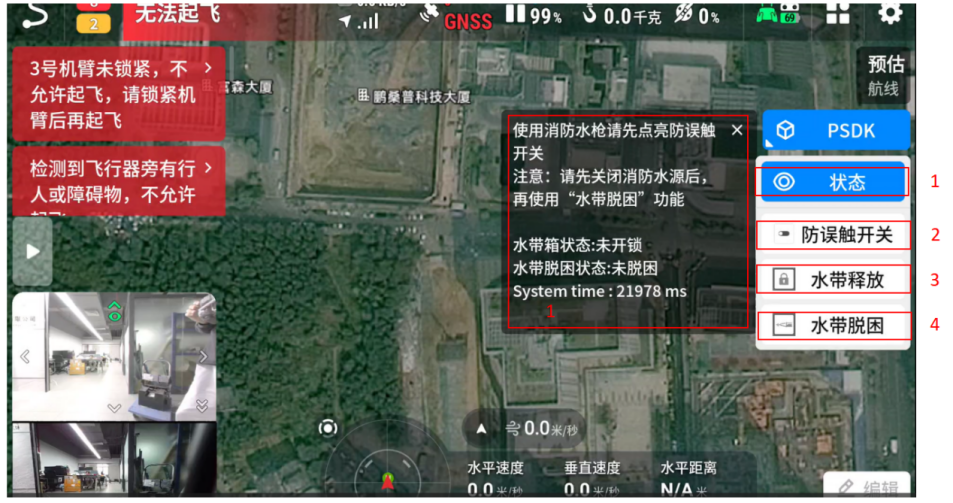 无法起飞
2
GNSS
99%
0.0千克
0%
69
3号机臂未锁紧，不
允许起飞，请锁紧机
臂后再起飞
检测到飞行器旁有行
人或障碍物，不允许
富森大厦
鹏桑普科技大厦
预估
航线
使用消防水枪请先点亮防误触
开关
注意：请先关闭消防水源后，
再使用“水带脱困”功能
水带箱状态:未开锁
水带脱困状态:未脱困
System time : 21978 ms
1
PSDK
状态
1
防误触开关
2
水带释放
3
水带脱困
4
0.0米/秒
水平速度
垂直速度
水平距离
0.0米/秒
0.0米/秒
N/A米
编辑